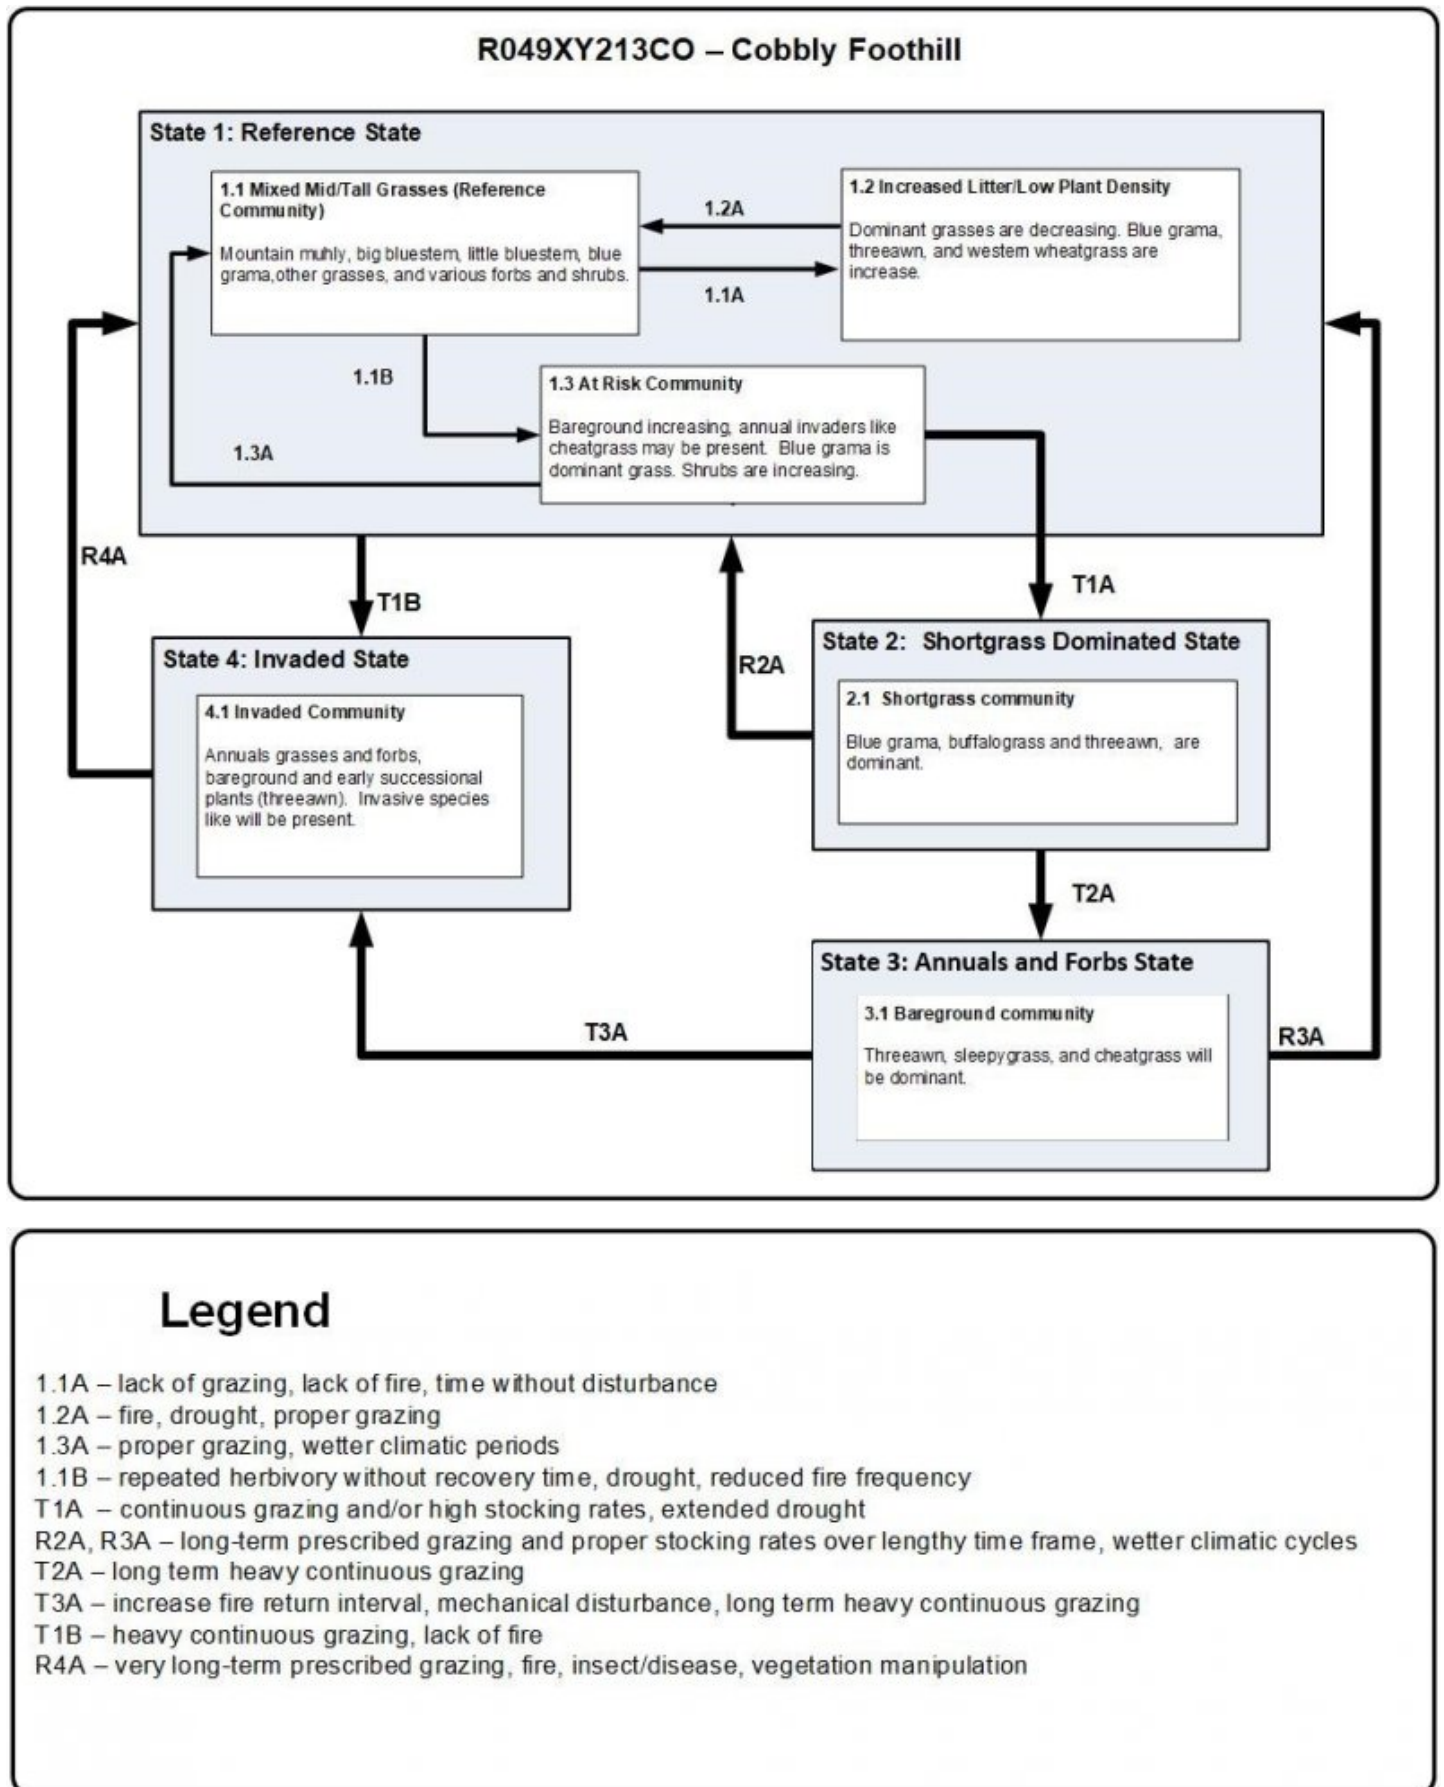 R049XY213CO – Cobbly Foothill
State 1: Reference State
1.1 Mixed Mid/Tall Grasses (Reference
Community)
Mountain muhly, big bluestem, little bluestem, blue
grama,other grasses, and various forbs and shrubs.
1.2A
1.1A
1.2 Increased Litter/Low Plant Density
Dominant grasses are decreasing. Blue grama,
threeawn, and western wheatgrass are
increase.
1.1B
1.3 At Risk Community
Bareground increasing, annual invaders like
cheatgrass may be present. Blue grama is
dominant grass. Shrubs are increasing.
1.3A
R4A
T1B
R2A
T1A
State 4: Invaded State
4.1 Invaded Community
Annuals grasses and forbs,
bareground and early successional
plants (threeawn). Invasive species
like will be present.
State 2: Shortgrass Dominated State
2.1 Shortgrass community
Blue grama, buffalograss and threeawn, are
dominant.
T2A
State 3: Annuals and Forbs State
3.1 Bareground community
Threeawn, sleepygrass, and cheatgrass will
be dominant.
T3A
R3A
Legend
1.1A – lack of grazing, lack of fire, time without disturbance
1.2A – fire, drought, proper grazing
1.3A – proper grazing, wetter climatic periods
1.1B – repeated herbivory without recovery time, drought, reduced fire frequency
T1A – continuous grazing and/or high stocking rates, extended drought
R2A, R3A – long-term prescribed grazing and proper stocking rates over lengthy time frame, wetter climatic cycles
T2A – long term heavy continuous grazing
T3A – increase fire return interval, mechanical disturbance, long term heavy continuous grazing
T1B – heavy continuous grazing, lack of fire
R4A – very long-term prescribed grazing, fire, insect/disease, vegetation manipulation